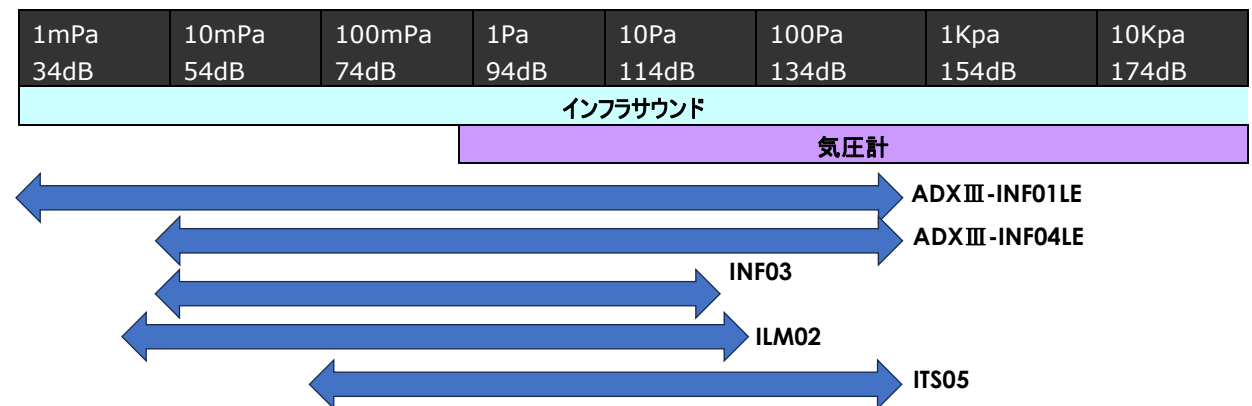 1mPa 10mPa 100mPa 1Pa 10Pa 100Pa 1Kpa 10Kpa
34dB 54dB 74dB 94dB 114dB 134dB 154dB 174dB
インフラサウンド
気圧計
ADXⅢ-INF01LE
ADXⅢ-INF04LE
INF03
ILM02
ITS05